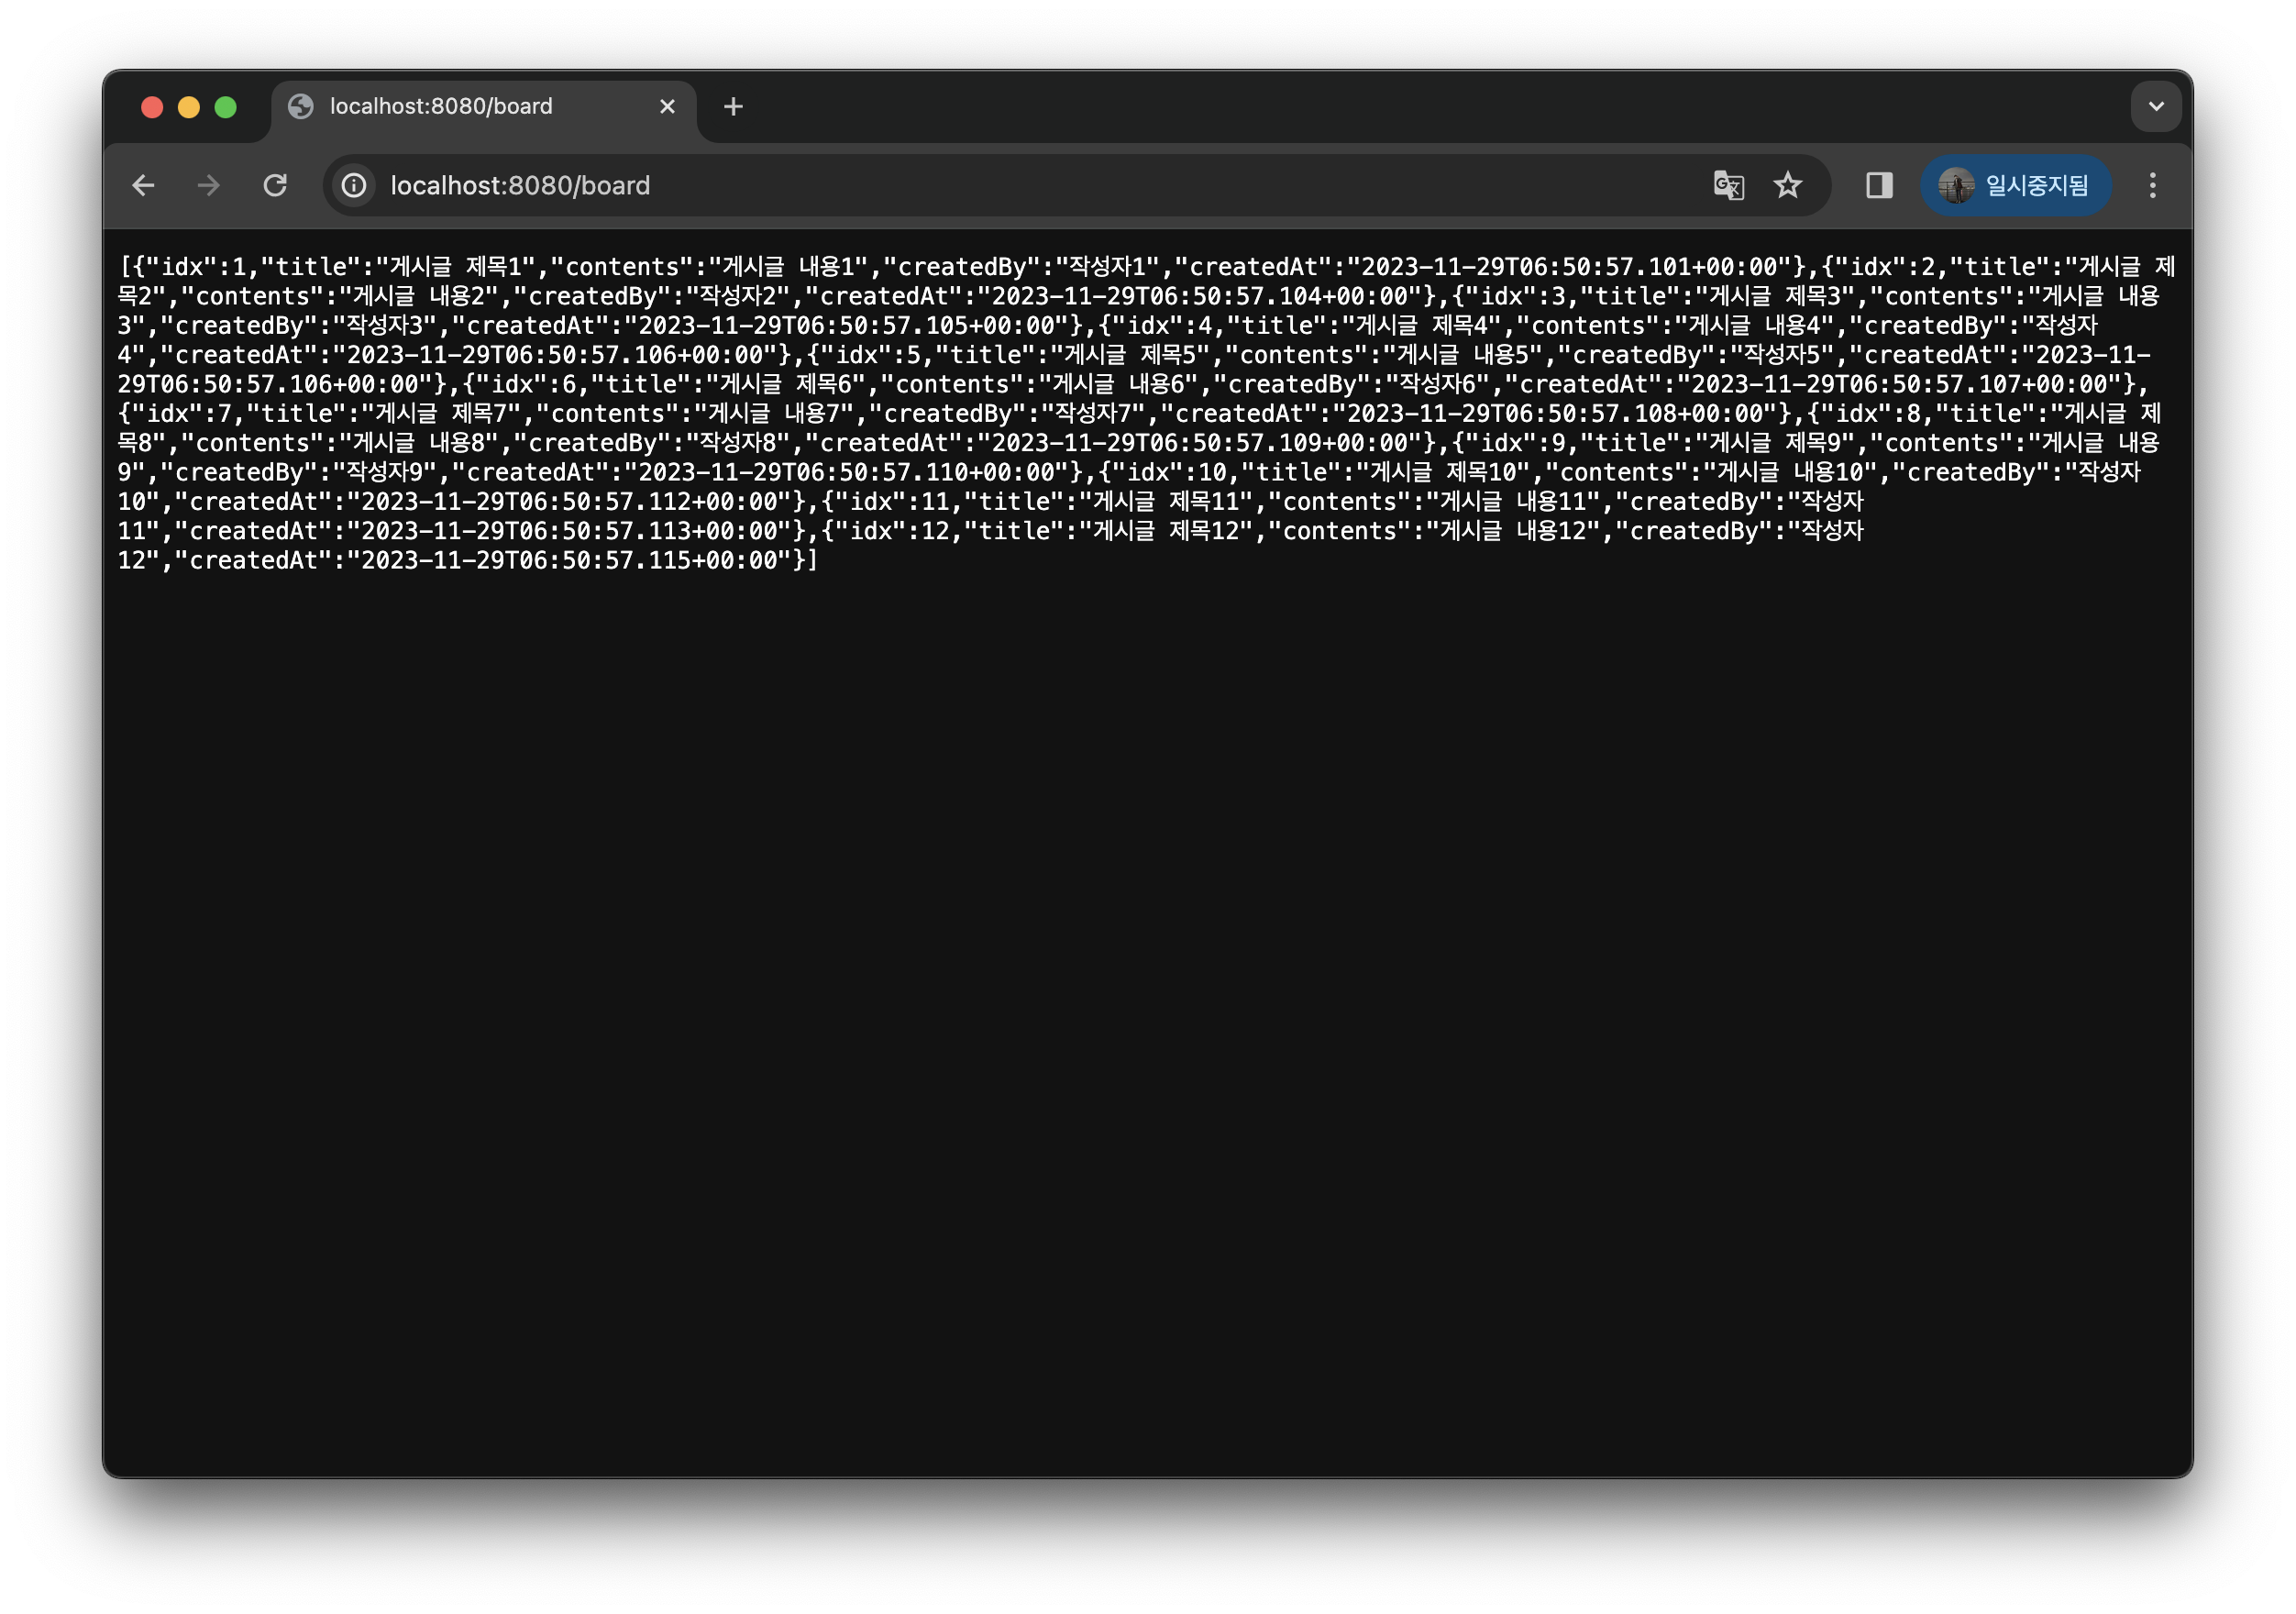 localhost:8080/board
localhost:8080/board
일시중지됨
[{"idx":1,"title":"게시글 제목1","contents":"게시글 내용1","createdBy":"작성자1","createdAt":"2023-11-29T06:50:57.101+00:00"},{"idx":2,"title":"게시글 제
목2","contents":"게시글 내용2","createdBy":"작성자2","createdAt":"2023-11-29T06:50:57.104+00:00"},{"idx":3,"title":"게시글 제목3","contents":"게시글 내용
3","createdBy":"작성자3","createdAt":"2023-11-29T06:50:57.105+00:00"},{"idx":4,"title":"게시글 제목4","contents":"게시글 내용4","createdBy":"작성자
4","createdAt":"2023-11-29T06:50:57.106+00:00"},{"idx":5,"title":"게시글 제목5","contents":"게시글 내용5","createdBy":"작성자5","createdAt":"2023-11-
29T06:50:57.106+00:00"},{"idx":6,"title":"게시글 제목6","contents":"게시글 내용6","createdBy":"작성자6","createdAt":"2023-11-29T06:50:57.107+00:00"},
{"idx":7,"title":"게시글 제목7","contents":"게시글 내용7","createdBy":"작성자7","createdAt":"2023-11-29T06:50:57.108+00:00"},{"idx":8,"title":"게시글 제
목8","contents":"게시글 내용8","createdBy":"작성자8","createdAt":"2023-11-29T06:50:57.109+00:00"},{"idx":9,"title":"게시글 제목9","contents":"게시글 내용
9","createdBy":"작성자9","createdAt":"2023-11-29T06:50:57.110+00:00"},{"idx":10,"title":"게시글 제목10","contents":"게시글 내용10","createdBy":"작성자
10","createdAt":"2023-11-29T06:50:57.112+00:00"},{"idx":11,"title":"게시글 제목11","contents":"게시글 내용11","createdBy":"작성자
11","createdAt":"2023-11-29T06:50:57.113+00:00"},{"idx":12,"title":"게시글 제목12","contents":"게시글 내용12","createdBy":"작성자
12","createdAt":"2023-11-29T06:50:57.115+00:00"}]